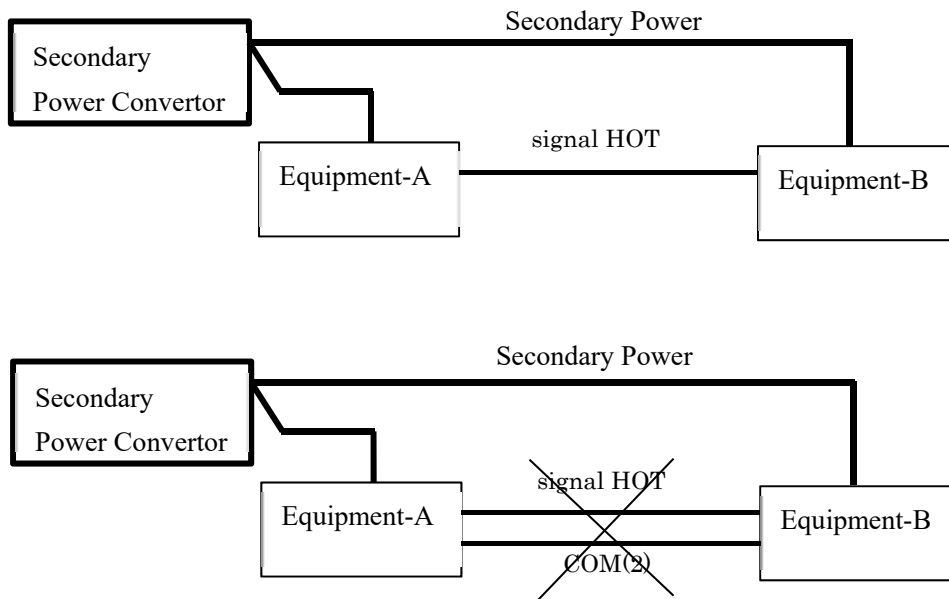 Secondary Power
Secondary
Power Convertor
signal HOT
Equipment-A
Equipment-B
Secondary Power
Secondary
Power Convertor
signal HOT
Equipment-A
Equipment-B
COM(2)